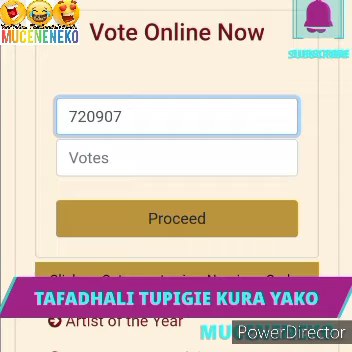 MUCENENEKO
Vote Online Now
SUBSCRIBE
720907
Votes
Proceed
TAFADHALI TUPIGIE KURA YAKO
Artist of the Year
PowerDirector